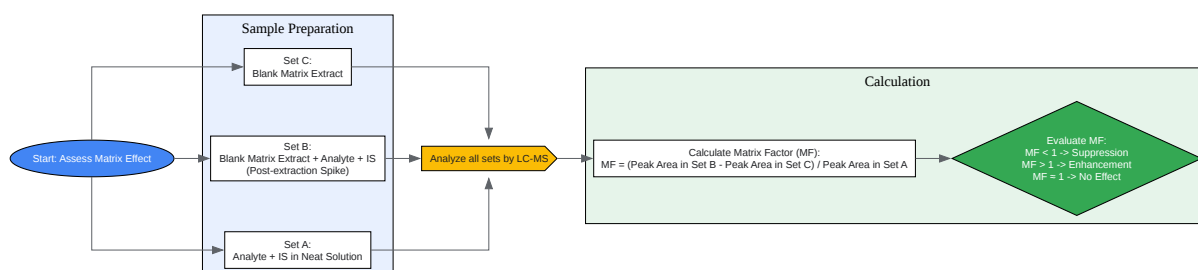 Sample Preparation
Set C:
Blank Matrix Extract
Calculation
Start: Assess Matrix Effect
Set B:
Blank Matrix Extract + Analyte + IS
(Post-extraction Spike)
Analyze all sets by LC-MS
Calculate Matrix Factor (MF):
MF = (Peak Area in Set B - Peak Area in Set C) / Peak Area in Set A
Evaluate MF:
MF < 1 -> Suppression
MF > 1 -> Enhancement
MF = 1 -> No Effect
Set A:
Analyte + IS in Neat Solution